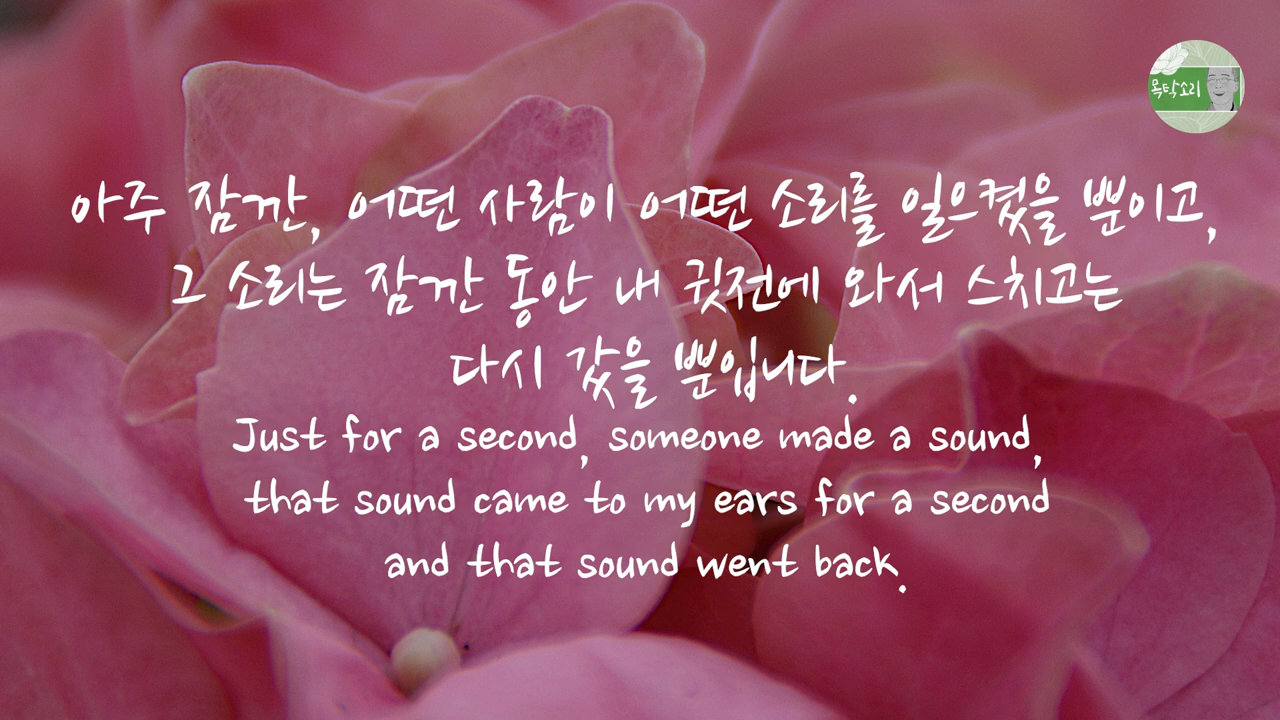 목탁소리
아주 잠깐, 어떤 사람이 어떤 소리를 일으켰을 뿐이고,
그 소리는 잠깐 동안 내 귓전에 와서 스치고는
다시 갔을 뿐입니다.
Just for a second, someone made a sound,
that sound came to my ears for a second
and that sound went back.